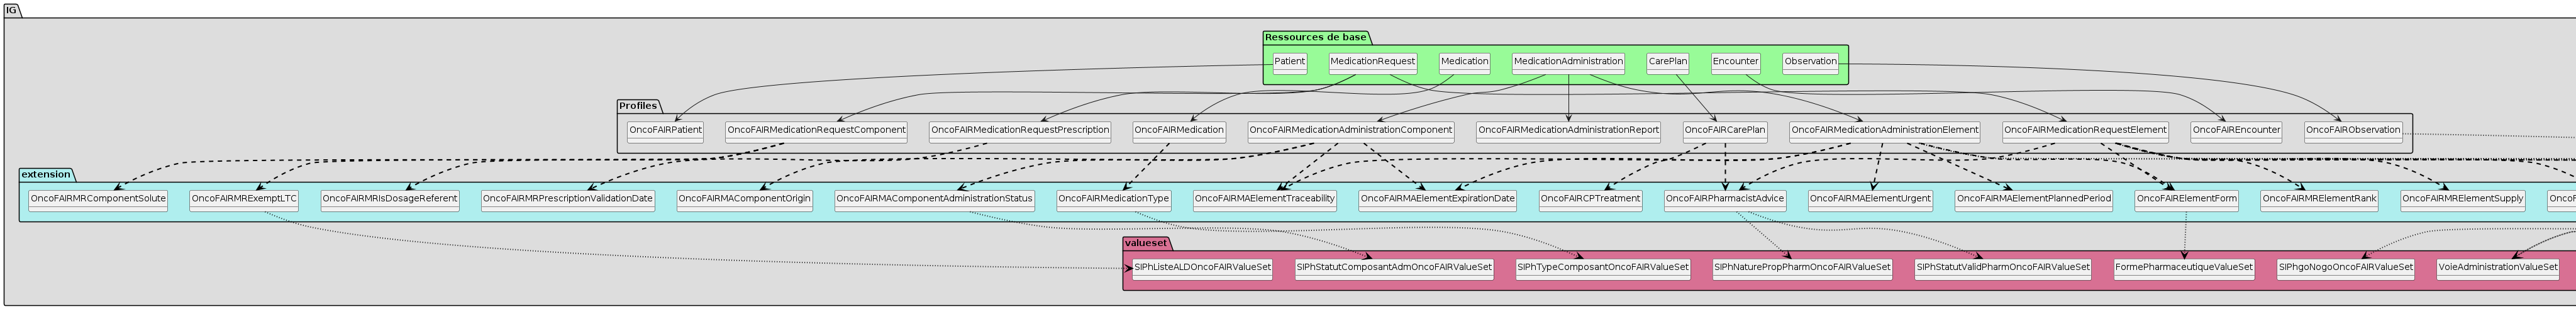 IG
Ressources de base
Patient
MedicationRequest
Medication
MedicationAdministration
CarePlan
Encounter
Observation
Profiles
OncoFAIRPatient
OncoFAIRMedicationRequestComponent
OncoFAIRMedicationRequestPrescription
OncoFAIRMedication
OncoFAIRMedicationAdministrationComponent
OncoFAIRMedicationAdministrationReport
OncoFAIRCarePlan
OncoFAIRMedicationAdministrationElement
OncoFAIRMedicationRequestElement
OncoFAIREncounter
OncoFAIRObservation
extension
OncoFAIRMRComponentSolute
OncoFAIRMRExemptLTC
OncoFAIRMRIsDosageReferent
OncoFAIRMRPrescriptionValidationDate
OncoFAIRMAComponentOrigin
OncoFAIRMAComponentAdministrationStatus
OncoFAIRMedicationType
OncoFAIRMAElementTraceability
OncoFAIRMAElementExpirationDate
OncoFAIRCPTreatment
OncoFAIRPharmacistAdvice
OncoFAIRMAElementUrgent
OncoFAIRMAElementPlannedPeriod
OncoFAIRElementForm
OncoFAIRMRElementRank
OncoFAIRMRElementSupply
valueset
SIPhListeALDOncoFAIRValueSet
SIPhStatutComposantAdmOncoFAIRValueSet
SIPhTypeComposantOncoFAIRValueSet
SIPhNaturePropPharmOncoFAIRValueSet
SIPhStatutValidPharmOncoFAIRValueSet
FormePharmaceutiqueValueSet
SIPhgoNogoOncoFAIRValueSet
VoieAdministrationValueSet